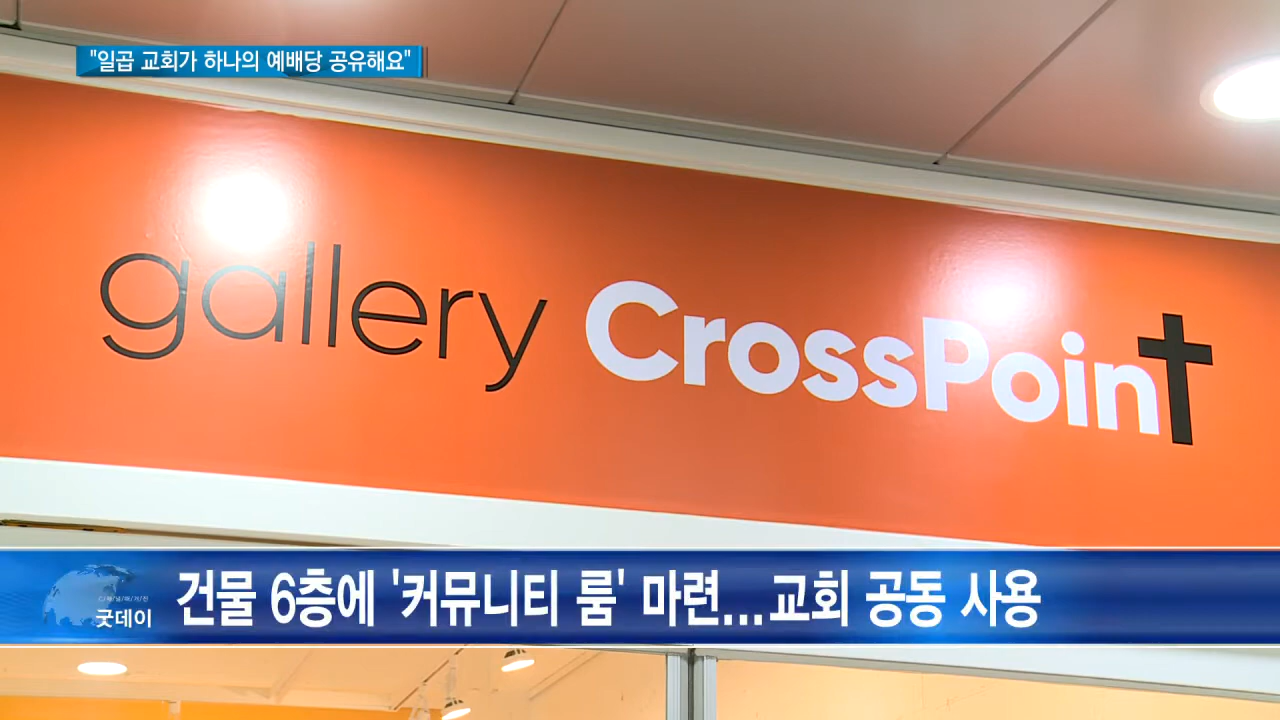 "일곱 교회가 하나의 예배당 공유해요"
gallery CrossPoint
건물 6층에 '커뮤니티 룸' 마련...교회 공동 사용
굿데이